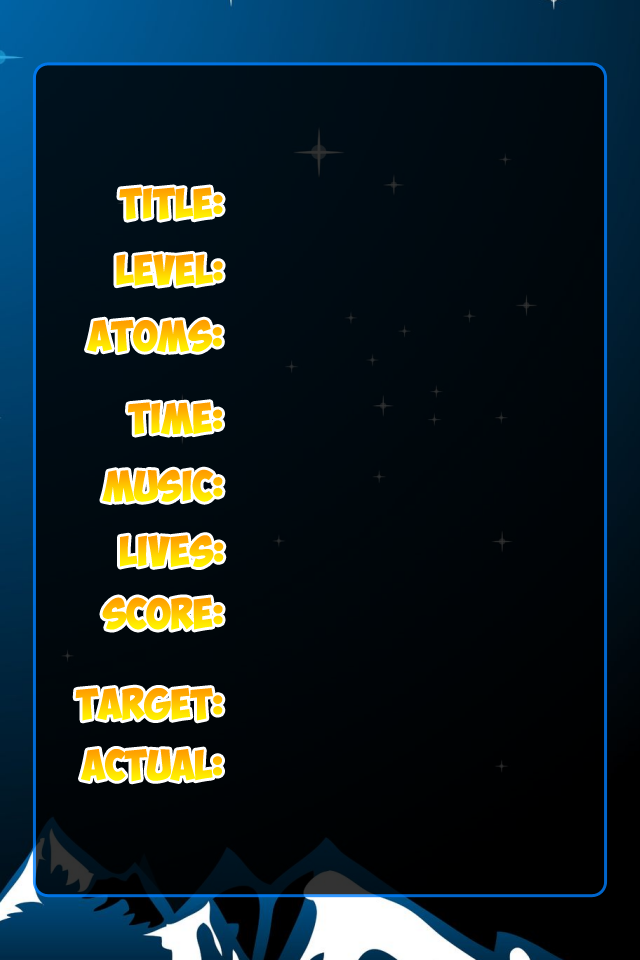 TITLE:
LEVEL:
ATOMS:
TIME:
MUSIC:
LIVES:
SCORE:
TARGET:
ACTUAL: